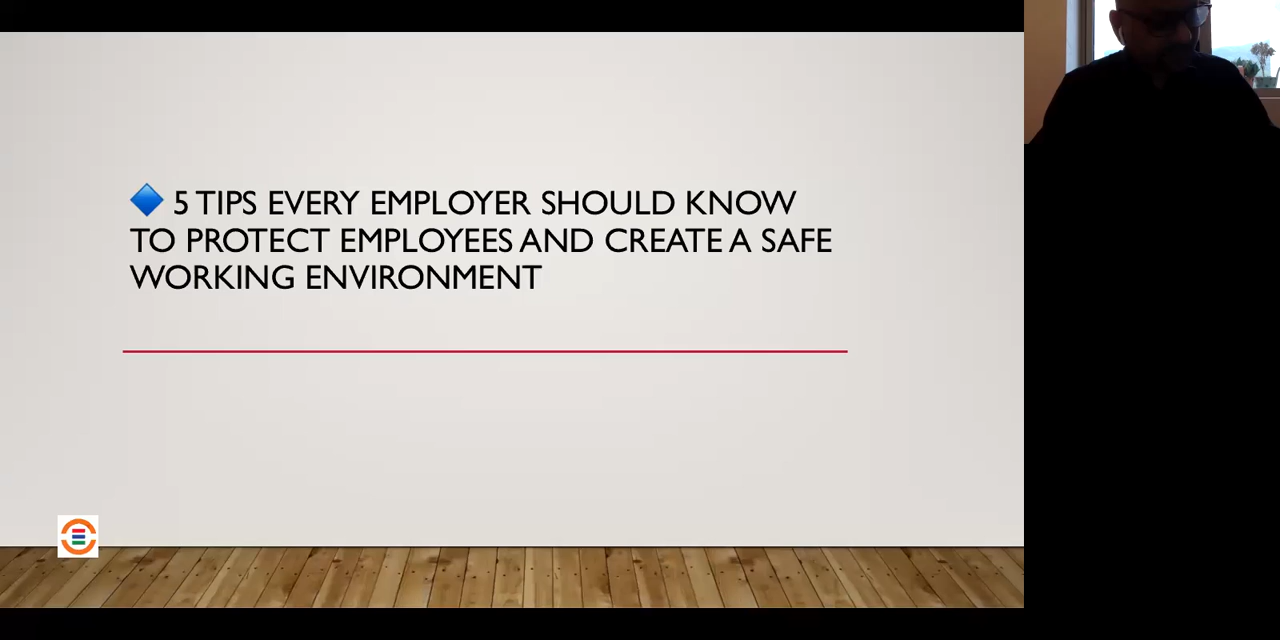 🔷 5 TIPS EVERY EMPLOYER SHOULD KNOW
TO PROTECT EMPLOYEES AND CREATE A SAFE
WORKING ENVIRONMENT